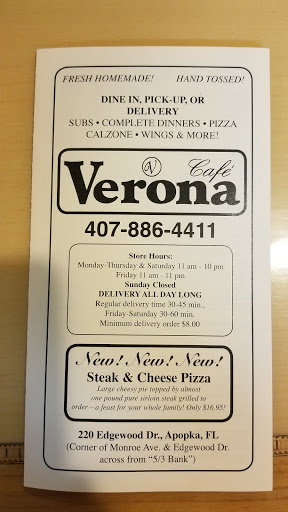 FRESH HOMEMADE! HAND TOSSED!
DINE IN, PICK-UP, OR
DELIVERY
SUBS • COMPLETE DINNERS • PIZZA
CALZONE • WINGS & MORE!
V
Café
Verona
407-886-4411
Store Hours:
Monday-Thursday & Saturday 11 am - 10 pm
Friday 11 am - 11 pm
Sunday Closed
DELIVERY ALL DAY LONG
Regular delivery time 30-45 min.,
Friday-Saturday 30-60 min.
Minimum delivery order $8.00
New! New! New!
Steak & Cheese Pizza
Large cheesy pie topped by almost
one pound pure sirloin steak grilled to
order – a feast for your whole family! Only $16.95!
220 Edgewood Dr., Apopka, FL
(Corner of Monroe Ave. & Edgewood Dr.
across from "5/3 Bank")